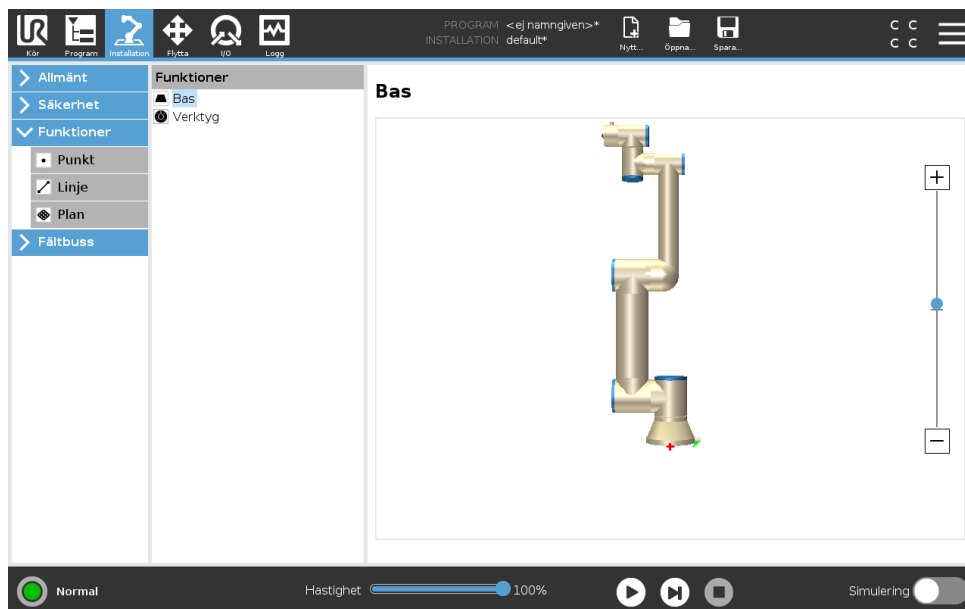 UR
PROGRAM <ej namngiven>*
INSTALLATION default*
C C
C C
Kör Program Installation Flytta I/O Logg Nytt... Öppna... Spara...
Allmänt
Säkerhet
Funktioner
Punkt
Linje
Plan
Fältbuss
Funktioner
Bas
Verktyg
Bas
+
−
Normal
Hastighet 100%
Simulering